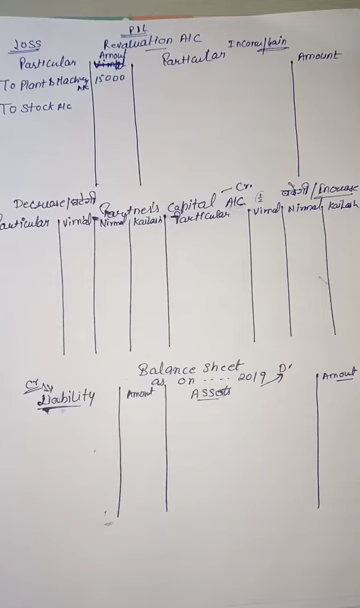 P|L
LOSS Revaluation A|C Income/Gain
Particular Amount Particular Amount
To Plant & Machinery A|C 15000
To Stock A|C
Decrease/घटेगी Partner's Capital A|C Cr. बढेगी/Increase
Particular Vimal Nirmal Kailash Particular Vimal Nirmal Kailash
Balance Sheet
as on .... 2019 Dr
Cr Liability Amount Assets Amount